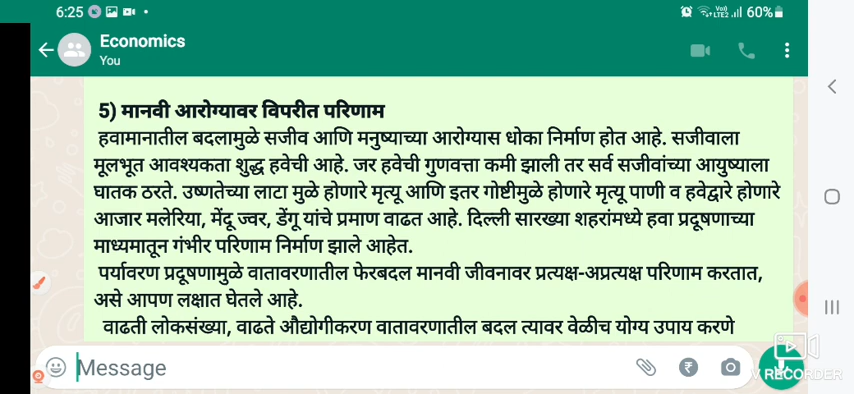 6:25
Vo)) LTE2 60%
Economics
You
5) मानवी आरोग्यावर विपरीत परिणाम
हवामानातील बदलामुळे सजीव आणि मनुष्याच्या आरोग्यास धोका निर्माण होत आहे. सजीवाला
मूलभूत आवश्यकता शुद्ध हवेची आहे. जर हवेची गुणवत्ता कमी झाली तर सर्व सजीवांच्या आयुष्याला
घातक ठरते. उष्णतेच्या लाटा मुळे होणारे मृत्यू आणि इतर गोष्टीमुळे होणारे मृत्यू पाणी व हवेद्वारे होणारे
आजार मलेरिया, मेंदू ज्वर, डेंगू यांचे प्रमाण वाढत आहे. दिल्ली सारख्या शहरांमध्ये हवा प्रदूषणाच्या
माध्यमातून गंभीर परिणाम निर्माण झाले आहेत.
पर्यावरण प्रदूषणामुळे वातावरणातील फेरबदल मानवी जीवनावर प्रत्यक्ष-अप्रत्यक्ष परिणाम करतात,
असे आपण लक्षात घेतले आहे.
वाढती लोकसंख्या, वाढते औद्योगीकरण वातावरणातील बदल त्यावर वेळीच योग्य उपाय करणे
Message
V RECORDER